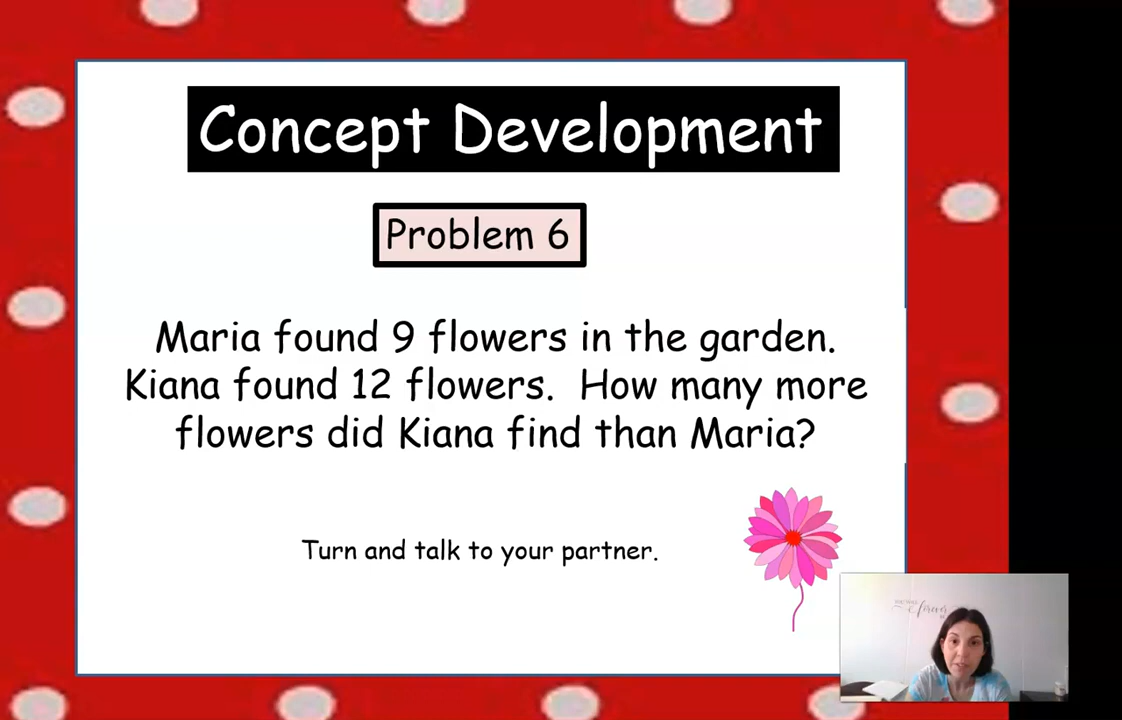 Concept Development
Problem 6
Maria found 9 flowers in the garden.
Kiana found 12 flowers.  How many more
flowers did Kiana find than Maria?
Turn and talk to your partner.
forever